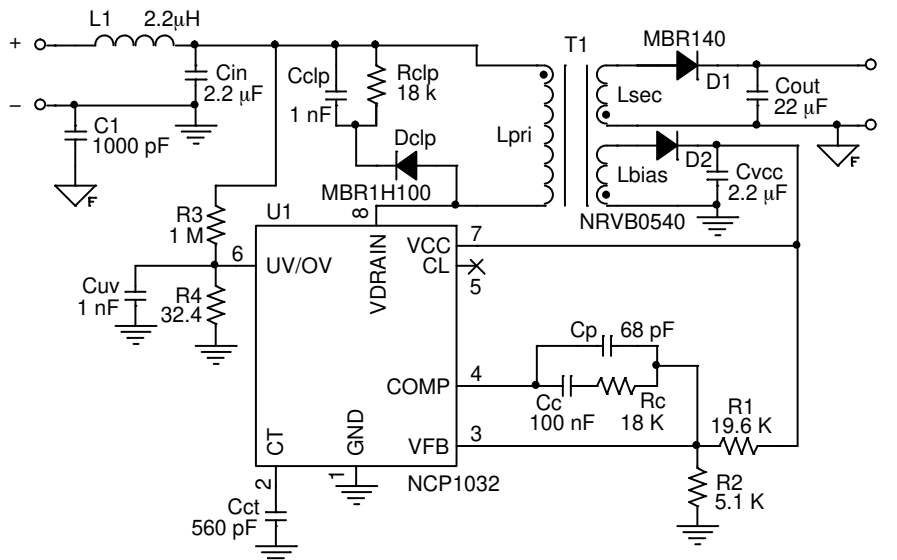 L1 2.2µH
+
−
Cin
2.2 µF
C1
1000 pF
F
Cclp
1 nF
Rclp
18 k
Dclp
MBR1H100
T1
Lpri
Lsec
Lbias
MBR140
D1
Cout
22 µF
F
D2
Cvcc
2.2 µF
NRVB0540
R3
1 M
U1
8
6
UV/OV
VDRAIN
VCC
7
CL
5
Cuv
1 nF
R4
32.4
Cp 68 pF
COMP
4
Cc
100 nF
Rc
18 K
R1
19.6 K
CT
GND
VFB
3
2
1
NCP1032
R2
5.1 K
Cct
560 pF